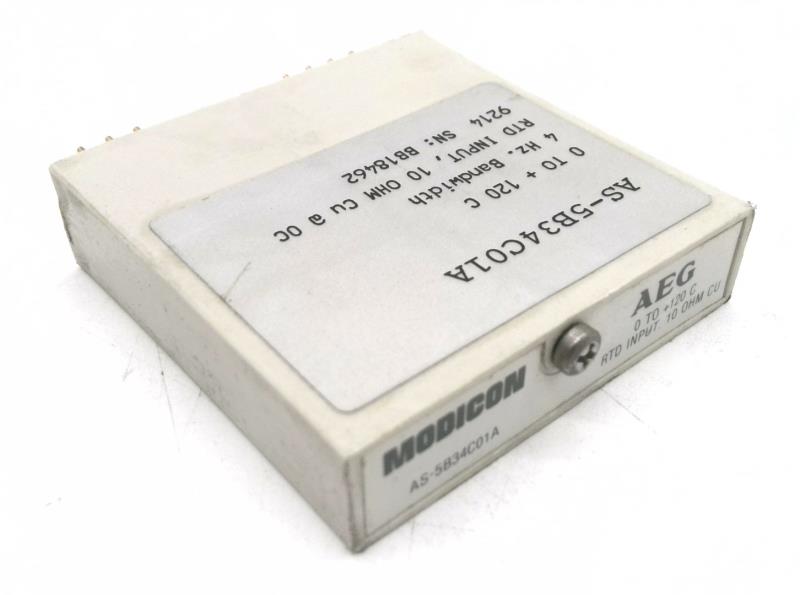 AS-5B34C01A
0 TO + 120 C
4 Hz. Bandwidth
RTD INPUT, 10 OHM Cu @ 0C
9214 SN: BB18462
MODICON
AS-5B34C01A
AEG
0 TO +120 C
RTD INPUT. 10 OHM CU